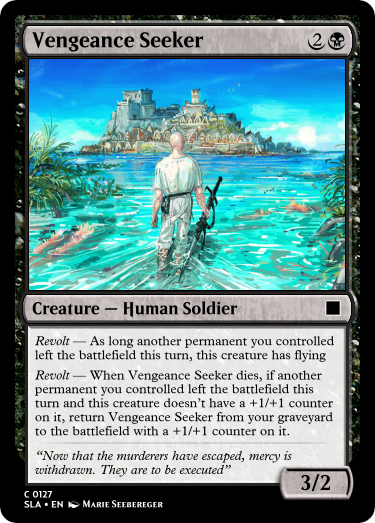 Vengeance Seeker 2
Creature — Human Soldier
Revolt — As long another permanent you controlled
left the battlefield this turn, this creature has flying
Revolt — When Vengeance Seeker dies, if another
permanent you controlled left the battlefield this
turn and this creature doesn't have a +1/+1 counter
on it, return Vengeance Seeker from your graveyard
to the battlefield with a +1/+1 counter on it.
"Now that the murderers have escaped, mercy is
withdrawn. They are to be executed"
3/2
C 0127
SLA • EN Marie Seebereger